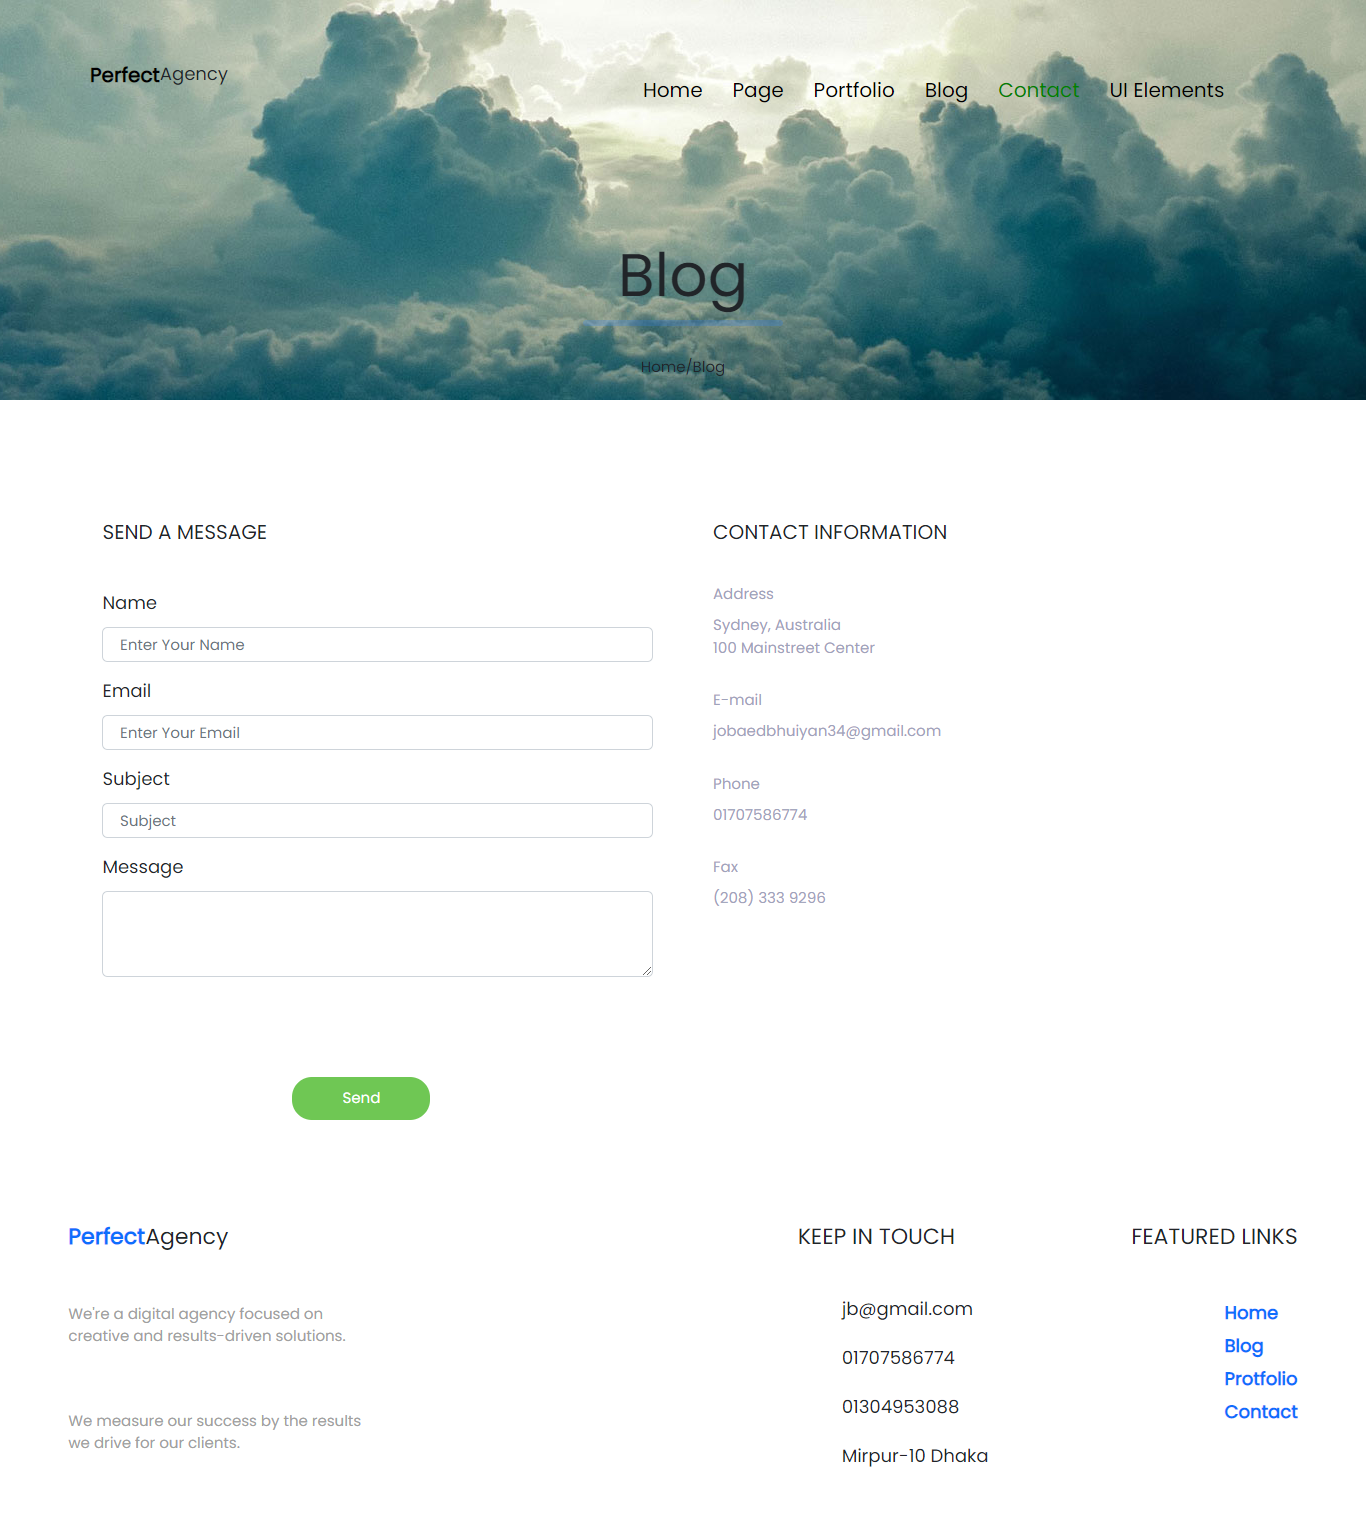 PerfectAgency
Home Page Portfolio Blog Contact UI Elements
Blog
Home/Blog
SEND A MESSAGE
Name
Enter Your Name
Email
Enter Your Email
Subject
Subject
Message
Send
CONTACT INFORMATION
Address
Sydney, Australia
100 Mainstreet Center
E-mail
jobaedbhuiyan34@gmail.com
Phone
01707586774
Fax
(208) 333 9296
PerfectAgency
We're a digital agency focused on
creative and results-driven solutions.
We measure our success by the results
we drive for our clients.
KEEP IN TOUCH
jb@gmail.com
01707586774
01304953088
Mirpur-10 Dhaka
FEATURED LINKS
Home
Blog
Protfolio
Contact